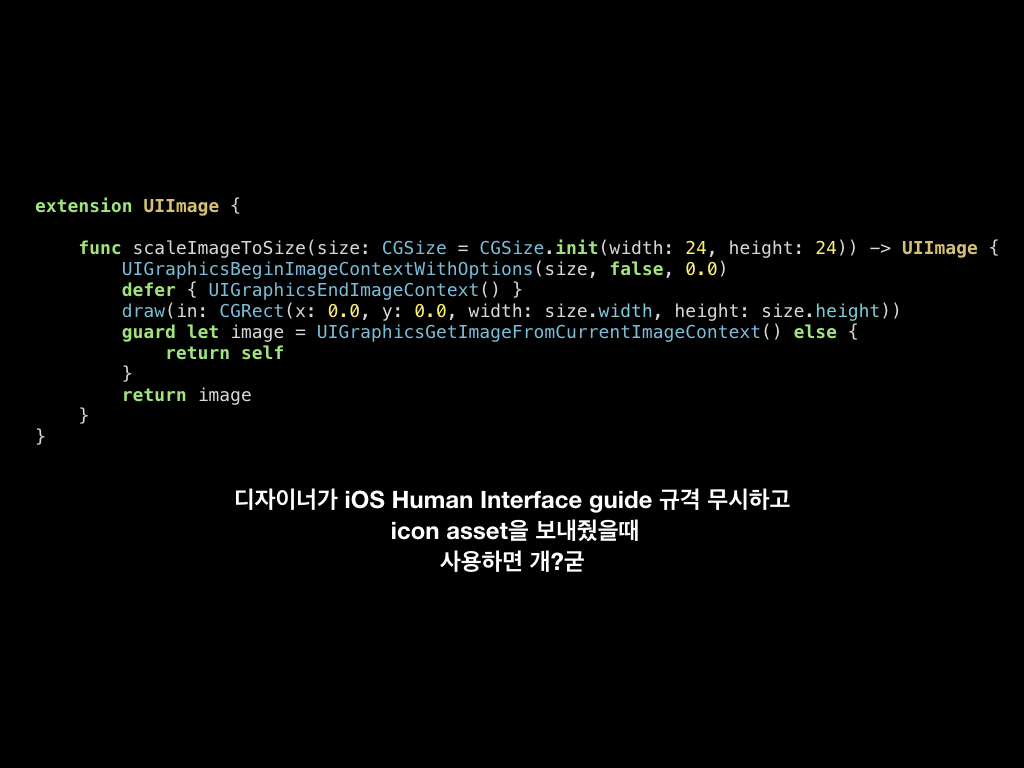 extension UIImage {
    func scaleImageToSize(size: CGSize = CGSize.init(width: 24, height: 24)) -> UIImage {
        UIGraphicsBeginImageContextWithOptions(size, false, 0.0)
        defer { UIGraphicsEndImageContext() }
        draw(in: CGRect(x: 0.0, y: 0.0, width: size.width, height: size.height))
        guard let image = UIGraphicsGetImageFromCurrentImageContext() else {
            return self
        }
        return image
    }
}
디자이너가 iOS Human Interface guide 규격 무시하고
icon asset을 보내줬을때
사용하면 개?굳